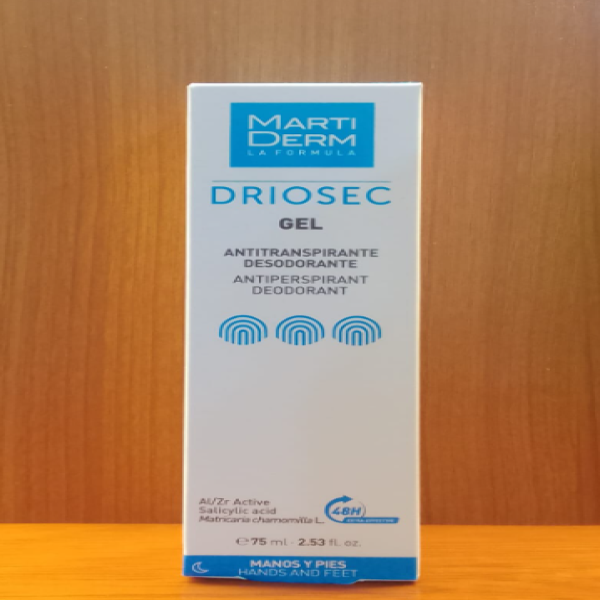 MARTI
DERM
LA FORMULA
DRIOSEC
GEL
ANTITRANSPIRANTE
DESODORANTE
ANTIPERSPIRANT
DEODORANT
Al/Zr Active
Salicylic acid
Matricaria chamomilla L.
48H
℮ 75 ml - 2.53 fl. oz.
MANOS Y PIES
HANDS AND FEET